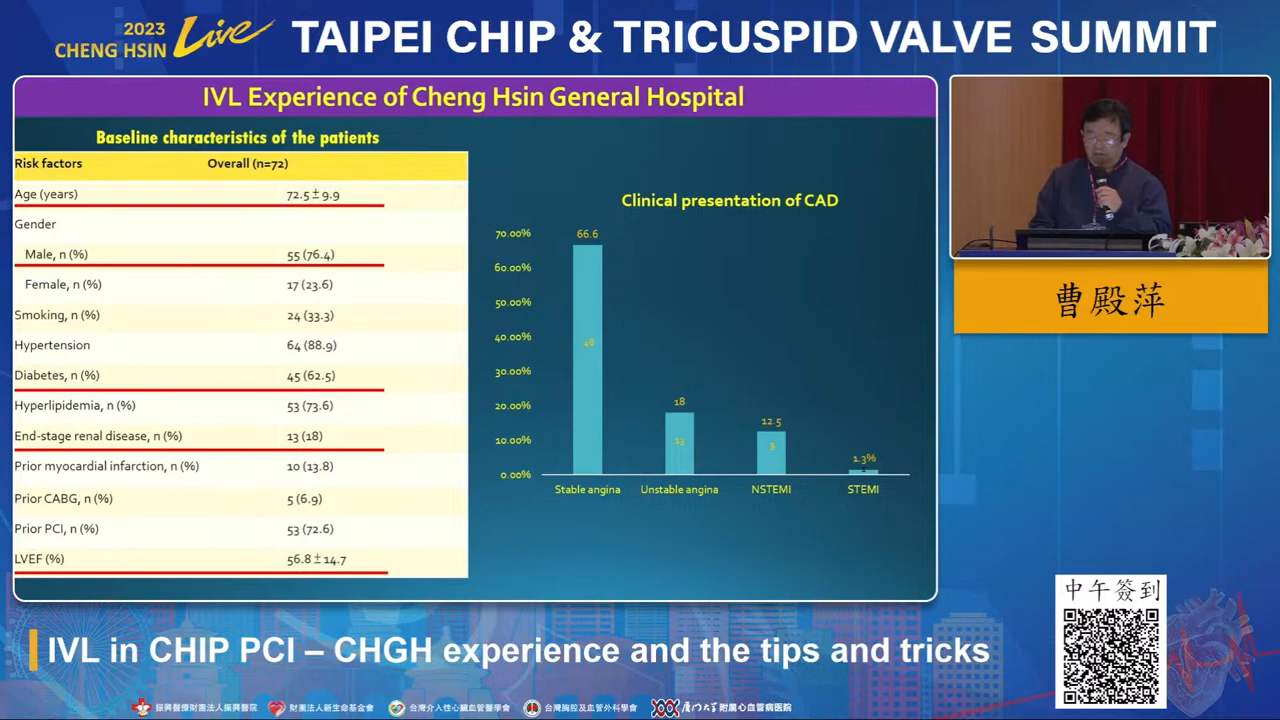 2023
CHENG HSIN Live
TAIPEI CHIP & TRICUSPID VALVE SUMMIT
IVL Experience of Cheng Hsin General Hospital
Baseline characteristics of the patients
Risk factors Overall (n=72)
Age (years) 72.5 ± 9.9
Gender
Male, n (%) 55 (76.4)
Female, n (%) 17 (23.6)
Smoking, n (%) 24 (33.3)
Hypertension 64 (88.9)
Diabetes, n (%) 45 (62.5)
Hyperlipidemia, n (%) 53 (73.6)
End-stage renal disease, n (%) 13 (18)
Prior myocardial infarction, n (%) 10 (13.8)
Prior CABG, n (%) 5 (6.9)
Prior PCI, n (%) 53 (72.6)
LVEF (%) 56.8 ± 14.7
Clinical presentation of CAD
70.00%
60.00%
50.00%
40.00%
30.00%
20.00%
10.00%
0.00%
66.6
48
18
13
12.5
9
1.3%
Stable angina Unstable angina NSTEMI STEMI
曹殿萍
中午簽到
IVL in CHIP PCI – CHGH experience and the tips and tricks
振興醫療財團法人振興醫院 財團法人新生命基金會 台灣介入性心臟血管醫學會 台灣胸腔及血管外科學會 厦门大学附属心血管病医院